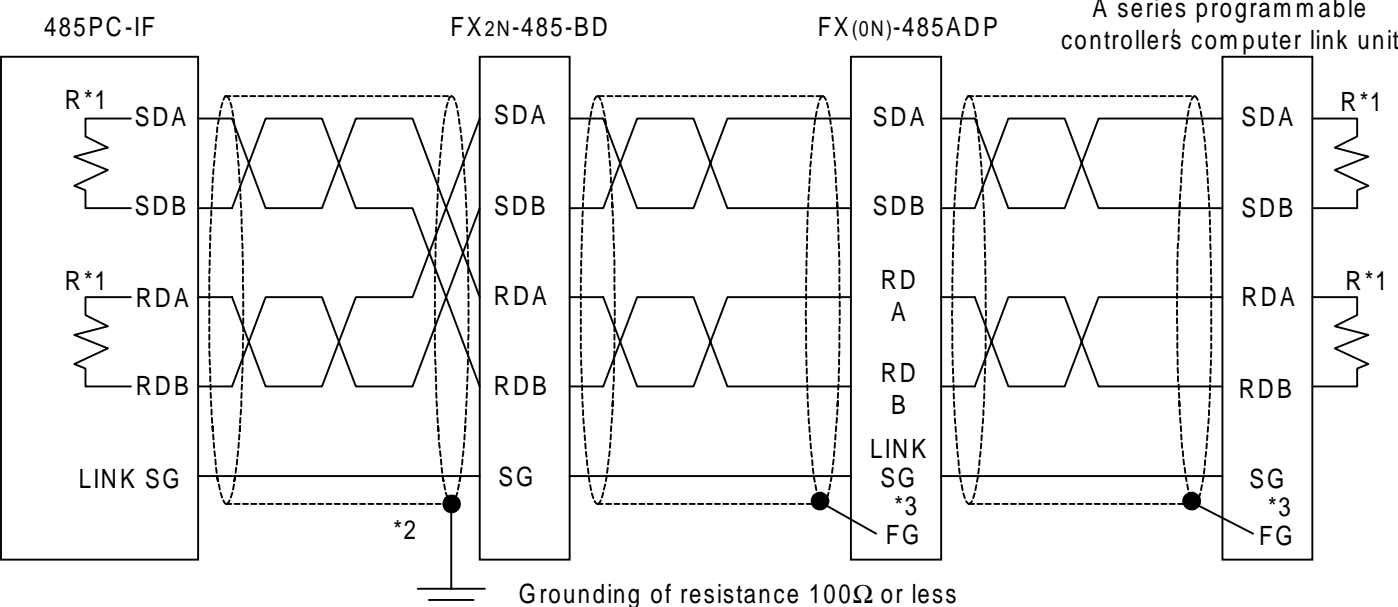 A series programmable
485PC-IF FX2N-485-BD FX(0N)-485ADP controller's computer link unit
R*1 SDA SDA SDA SDA R*1
SDB SDB SDB SDB
R*1 RDA RDA RD A RDA R*1
RDB RDB RD B RDB
LINK SG SG LINK SG SG
*3 *3
*2 FG FG
Grounding of resistance 100Ω or less